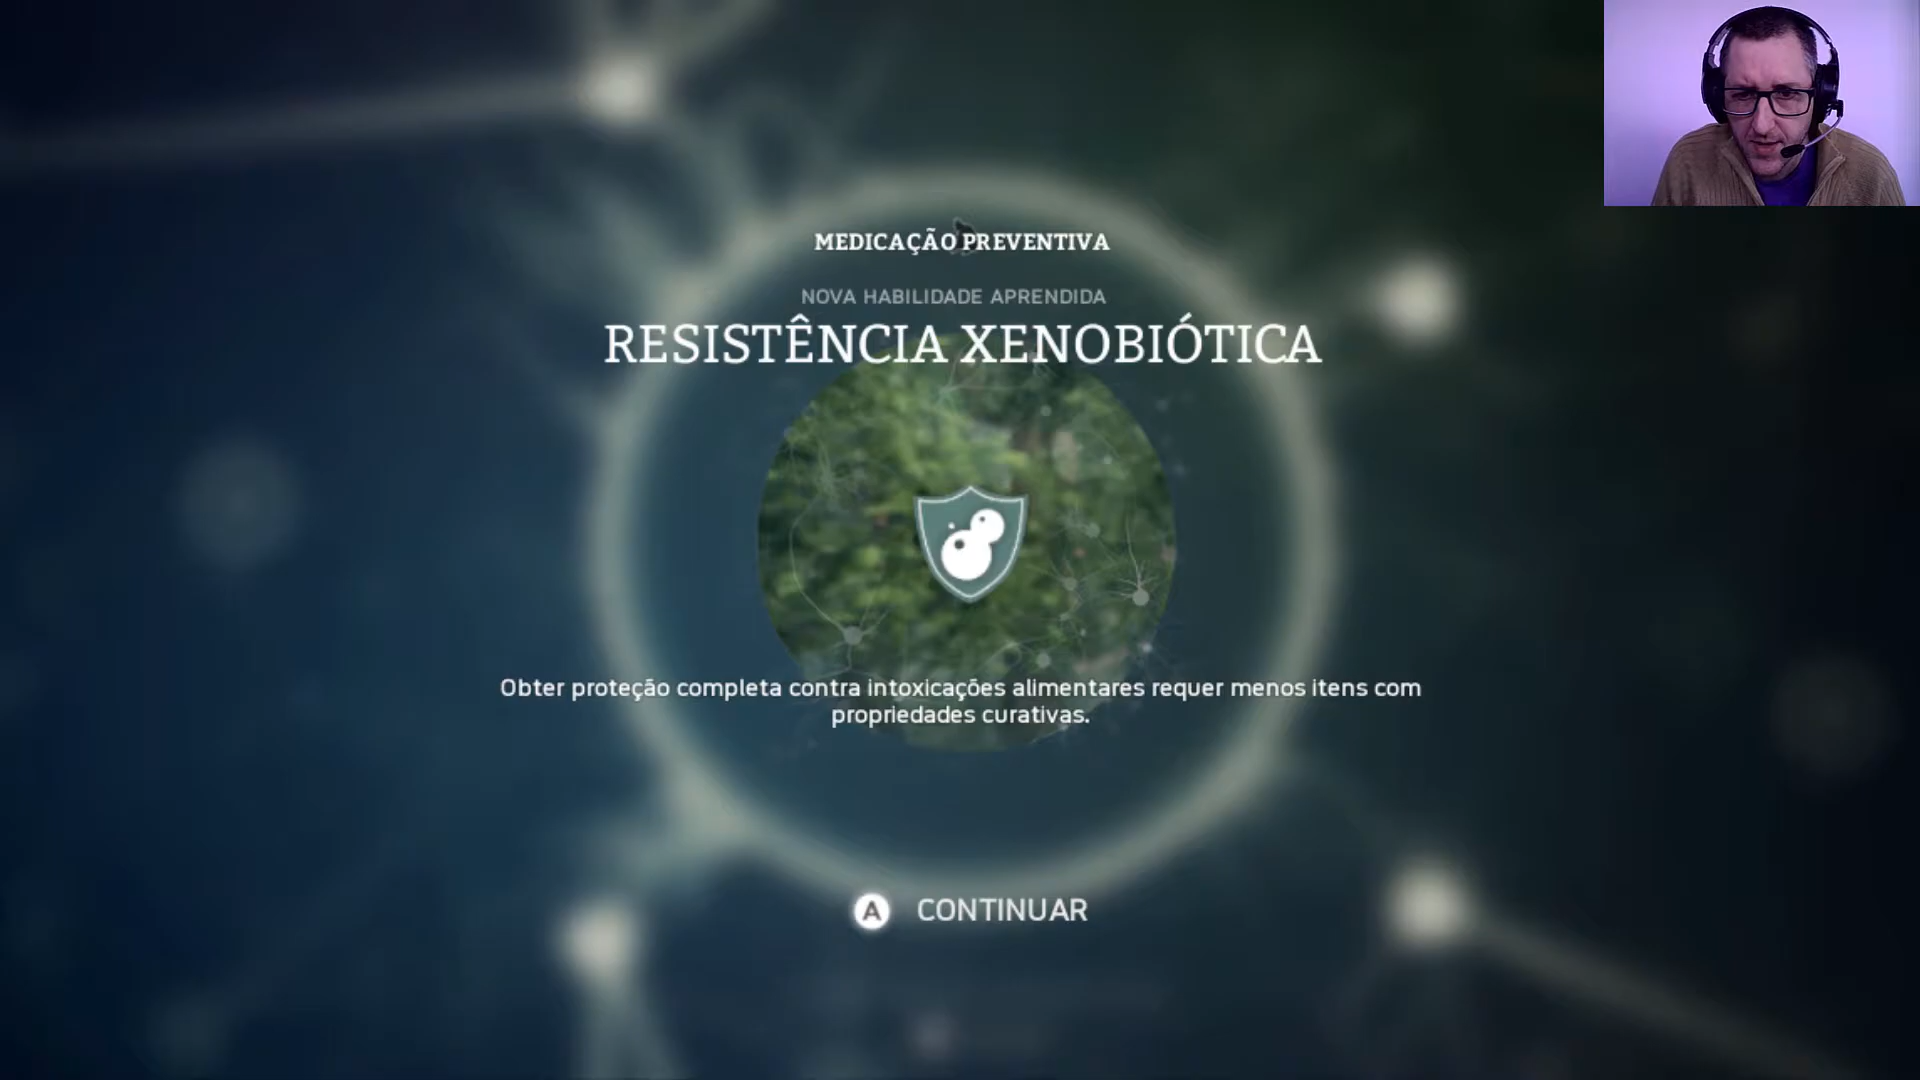 MEDICAÇÃO PREVENTIVA
NOVA HABILIDADE APRENDIDA
RESISTÊNCIA XENOBIÓTICA
Obter proteção completa contra intoxicações alimentares requer menos itens com
propriedades curativas.
A CONTINUAR